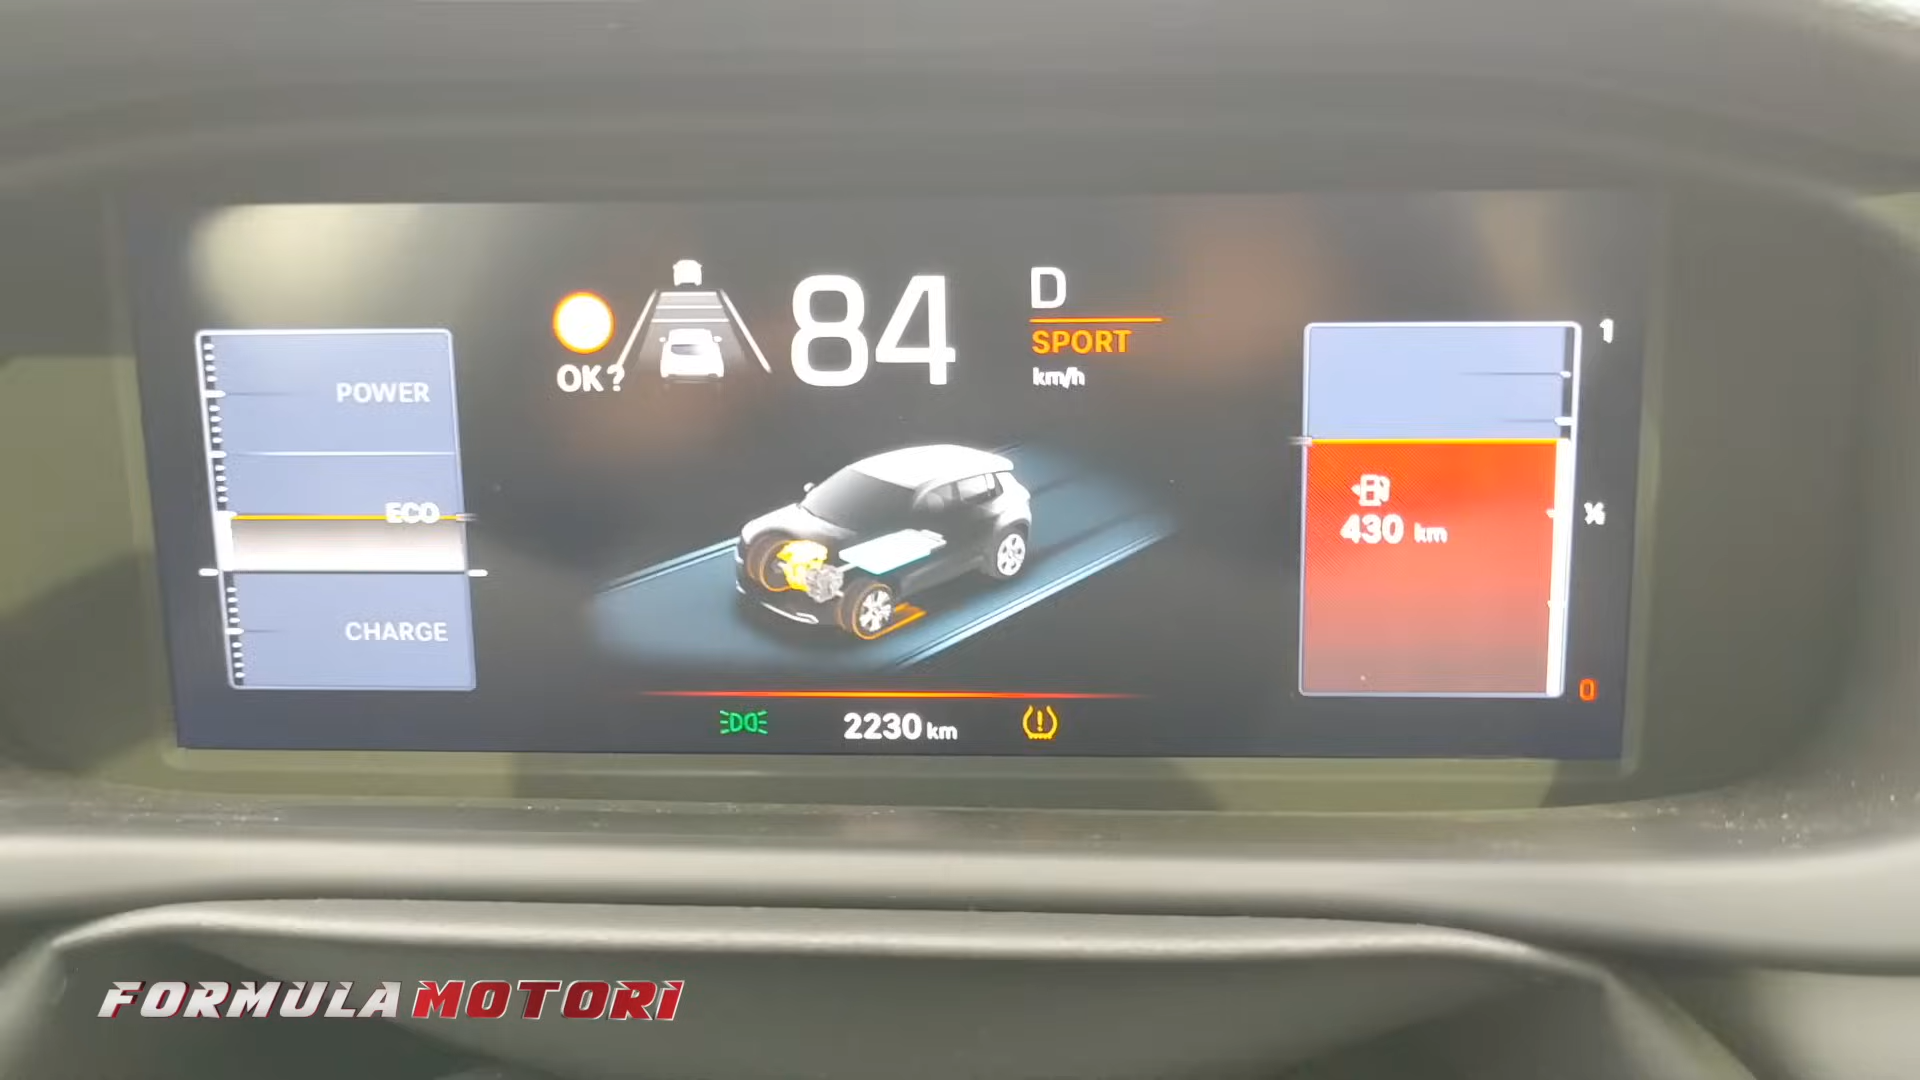 84
D
SPORT
km/h
OK?
POWER
ECO
CHARGE
1
½
0
430 km
2230 km
FORMULA MOTORI